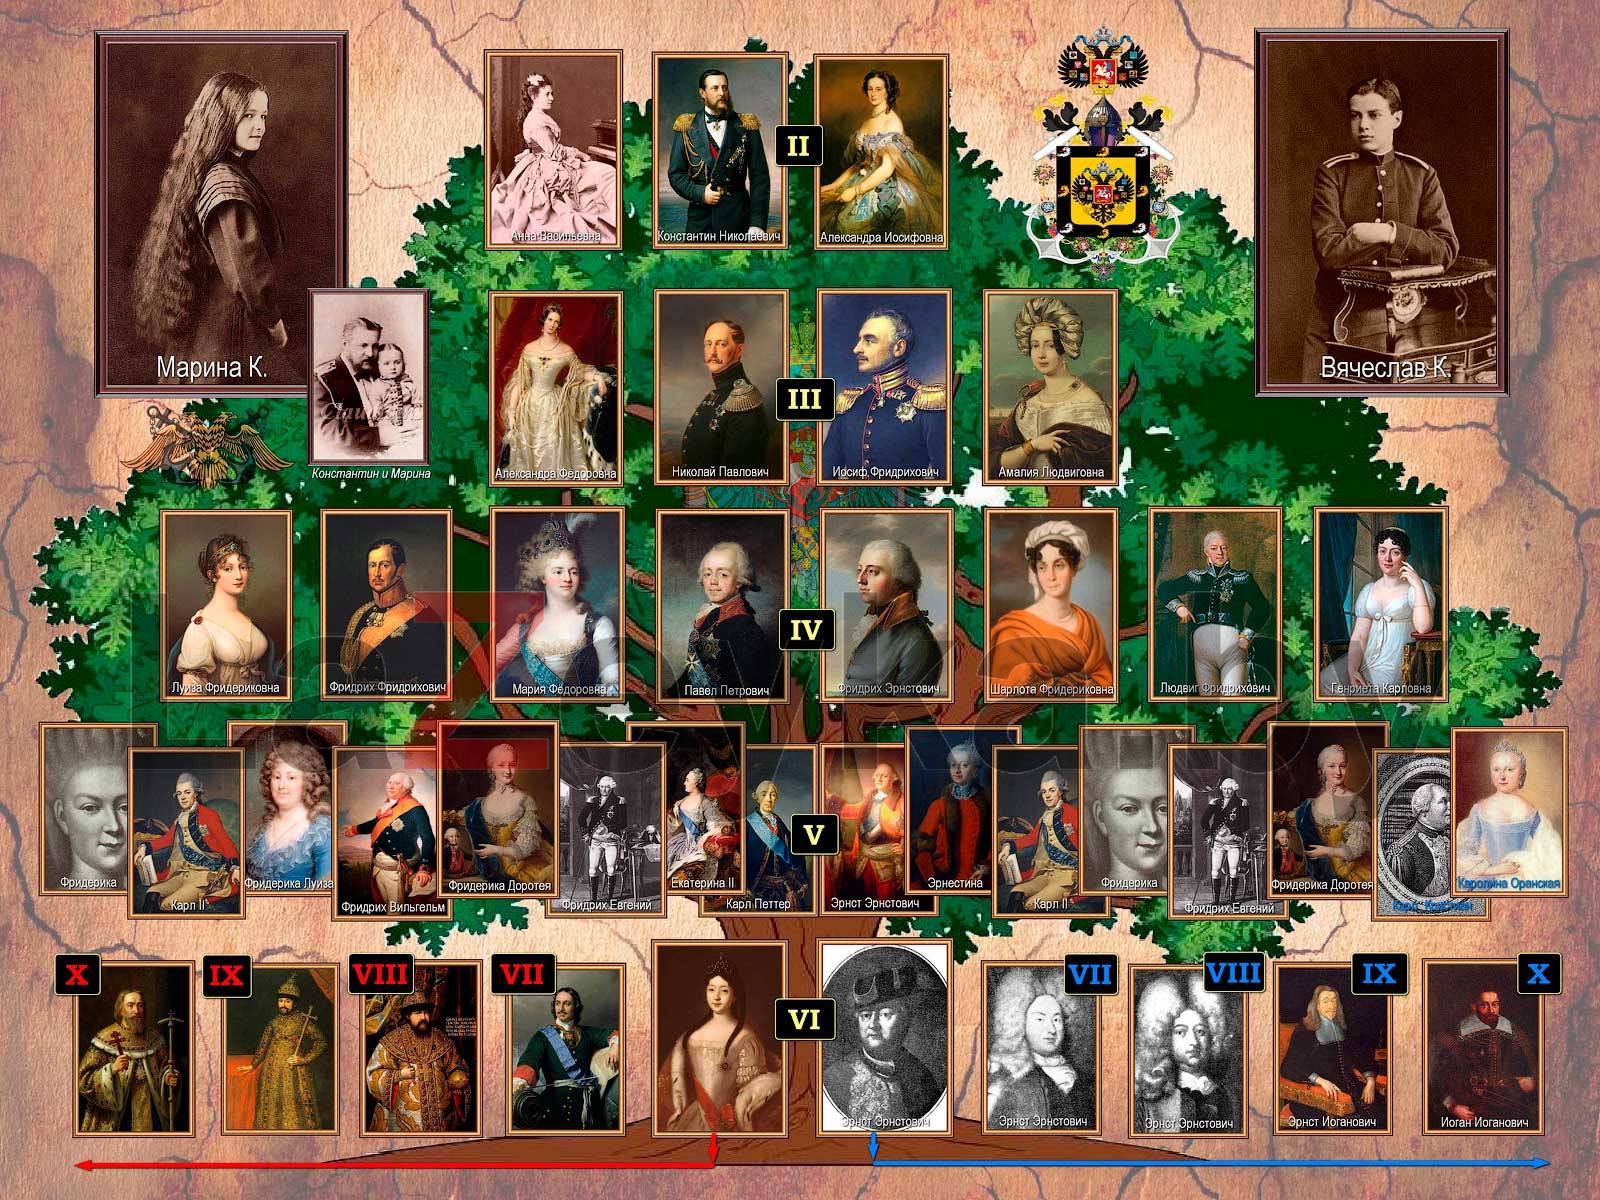 Анна Васильевна
Константин Николаевич
II
Александра Иосифовна
Марина К.
Вячеслав К.
Константин и Марина
Александра Фёдоровна
Николай Павлович
III
Иосиф Фридрихович
Амалия Людвиговна
Луиза Фридериковна
Фридрих Фридрихович
Мария Фёдоровна
Павел Петрович
IV
Фридрих Эрнстович
Шарлота Фридериковна
Людвиг Фридрихович
Генриета Карловна
LaZevka.by
Фридерика
Карл II
Фридерика Луиза
Фридрих Вильгельм
Фридерика Доротея
Фридрих Евгений
Екатерина II
Карл Петтер
V
Эрнст Эрнстович
Эрнестина
Карл II
Фридерика
Фридрих Евгений
Фридерика Доротея
Каролина Оранская
X
IX
VIII
VII
VI
VII
VIII
IX
X
Эрнст Эрнстович
Эрнст Эрнстович
Эрнст Эрнстович
Эрнст Иоганович
Иоган Иоганович